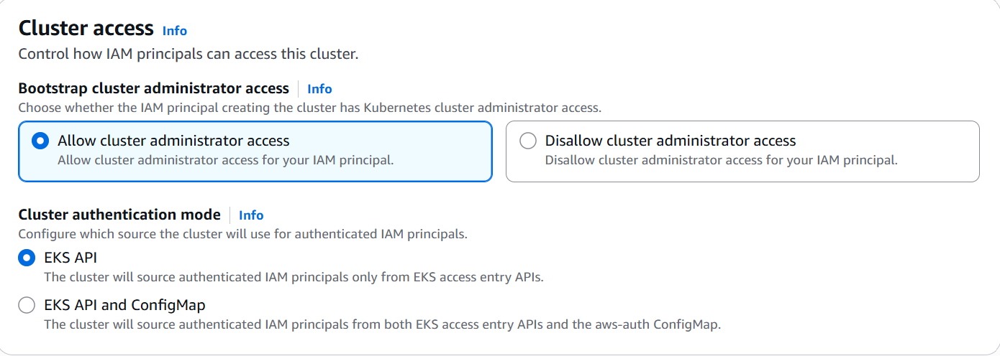 Cluster access Info
Control how IAM principals can access this cluster.
Bootstrap cluster administrator access Info
Choose whether the IAM principal creating the cluster has Kubernetes cluster administrator access.
Allow cluster administrator access
Allow cluster administrator access for your IAM principal.
Disallow cluster administrator access
Disallow cluster administrator access for your IAM principal.
Cluster authentication mode Info
Configure which source the cluster will use for authenticated IAM principals.
EKS API
The cluster will source authenticated IAM principals only from EKS access entry APIs.
EKS API and ConfigMap
The cluster will source authenticated IAM principals from both EKS access entry APIs and the aws-auth ConfigMap.